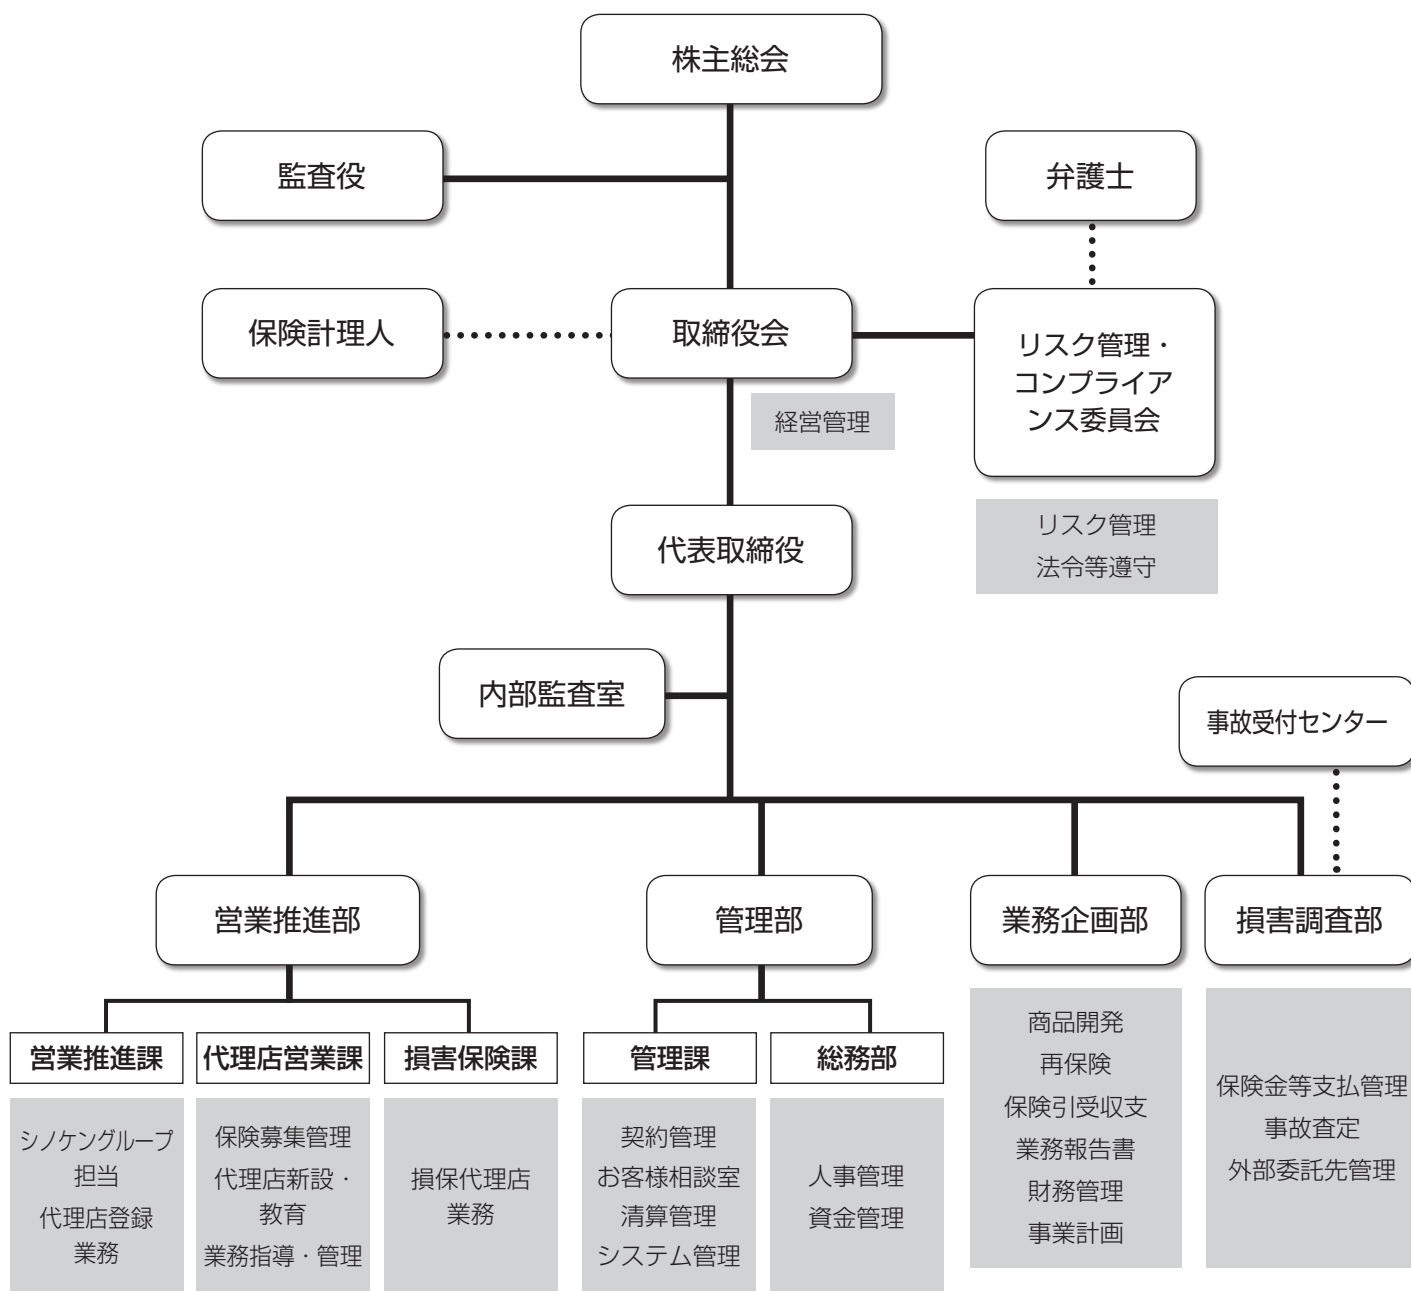 株主総会
監査役
弁護士
保険計理人
取締役会
リスク管理・
コンプライア
ンス委員会
経営管理
リスク管理
法令等遵守
代表取締役
内部監査室
事故受付センター
営業推進部
管理部
業務企画部
損害調査部
営業推進課
シノケングループ
担当
代理店登録
業務
代理店営業課
保険募集管理
代理店新設・
教育
業務指導・管理
損害保険課
損保代理店
業務
管理課
契約管理
お客様相談室
清算管理
システム管理
総務部
人事管理
資金管理
商品開発
再保険
保険引受収支
業務報告書
財務管理
事業計画
保険金等支払管理
事故査定
外部委託先管理